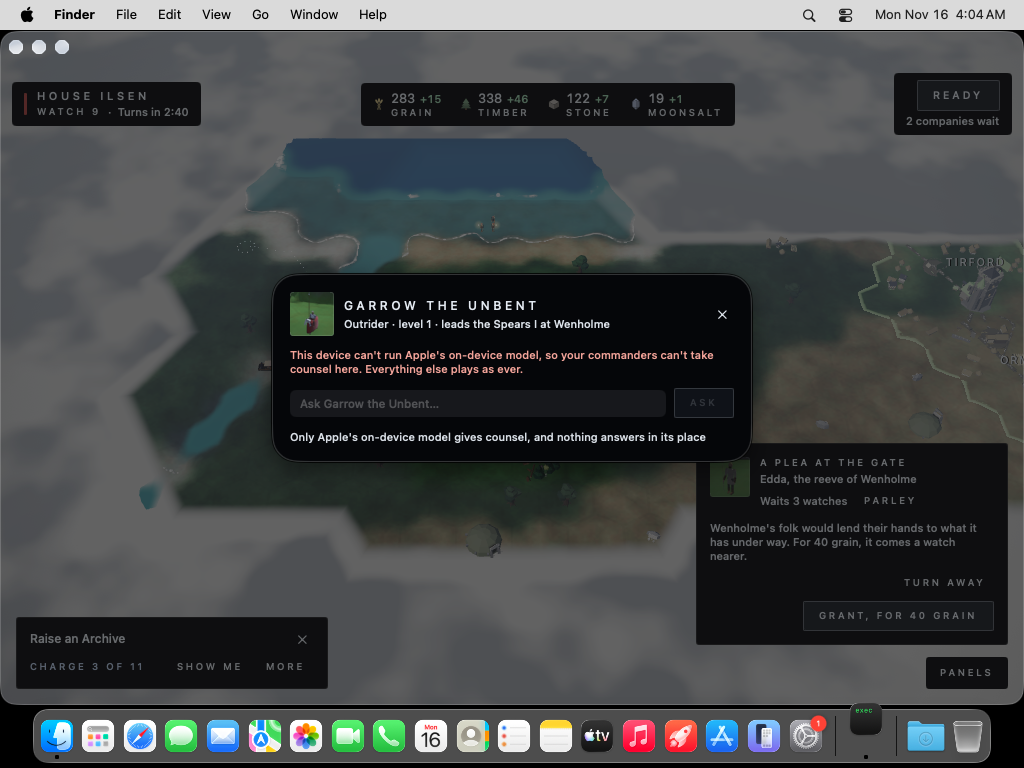 Finder File Edit View Go Window Help Mon Nov 16 4:04 AM
HOUSE ILSEN
WATCH 9 · Turns in 2:40
283 +15 338 +46 122 +7 19 +1
GRAIN TIMBER STONE MOONSALT
READY
2 companies wait
TIRFORD
GARROW THE UNBENT
Outrider · level 1 · leads the Spears I at Wenholme
This device can't run Apple's on-device model, so your commanders can't take
counsel here. Everything else plays as ever.
Ask Garrow the Unbent...
ASK
Only Apple's on-device model gives counsel, and nothing answers in its place
A PLEA AT THE GATE
Edda, the reeve of Wenholme
Waits 3 watches PARLEY
Wenholme's folk would lend their hands to what it
has under way. For 40 grain, it comes a watch
nearer.
TURN AWAY
GRANT, FOR 40 GRAIN
Raise an Archive
CHARGE 3 OF 11 SHOW ME MORE
PANELS
Mon
16
tv
1
exec